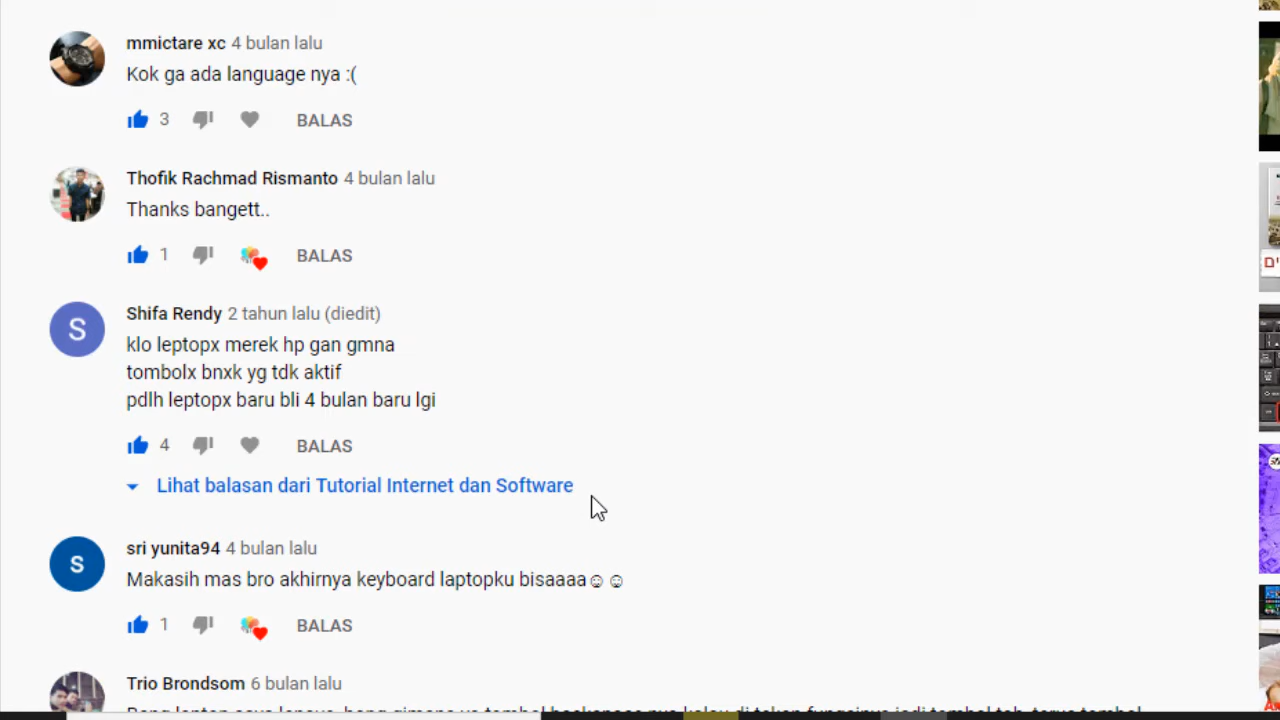 mmictare xc 4 bulan lalu
Kok ga ada language nya :(
3 BALAS
Thofik Rachmad Rismanto 4 bulan lalu
Thanks bangett..
1 BALAS
S
Shifa Rendy 2 tahun lalu (diedit)
klo leptopx merek hp gan gmna
tombolx bnxk yg tdk aktif
pdlh leptopx baru bli 4 bulan baru lgi
4 BALAS
Lihat balasan dari Tutorial Internet dan Software
s
sri yunita94 4 bulan lalu
Makasih mas bro akhirnya keyboard laptopku bisaaaa☺☺
1 BALAS
Trio Brondsom 6 bulan lalu